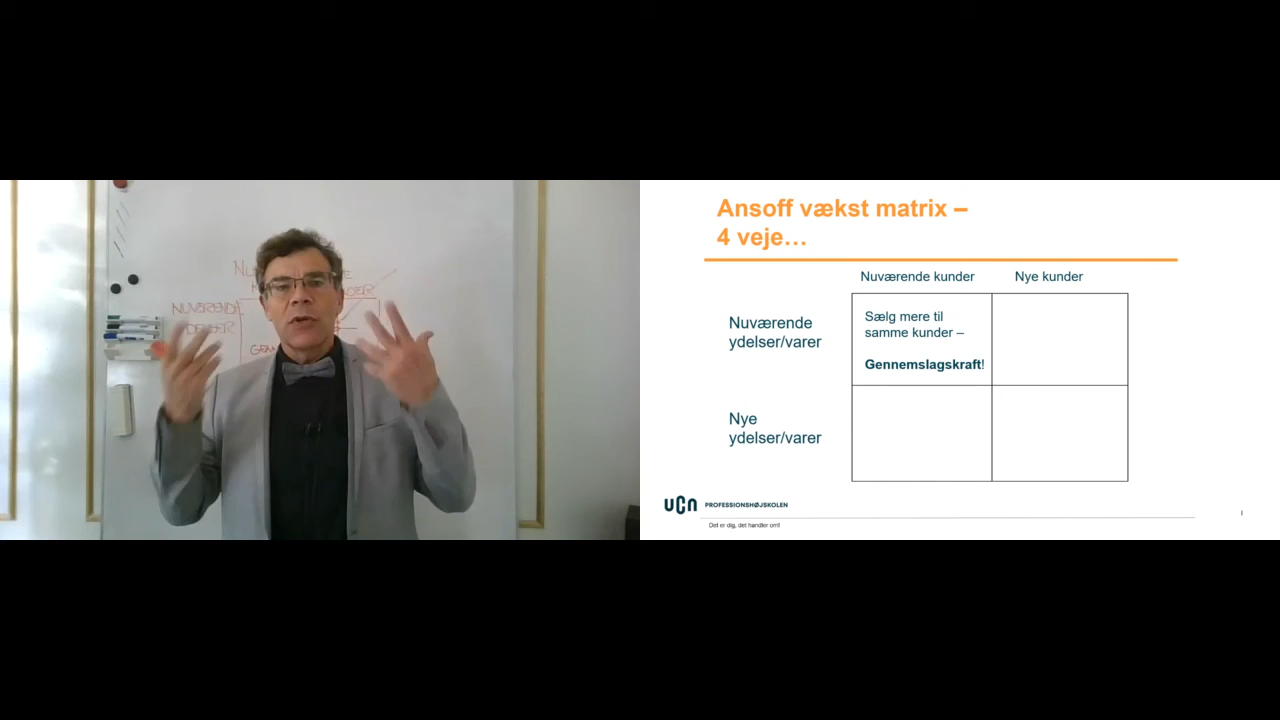 NUVÆRENDE
Ansoff vækst matrix –
4 veje…
Nuværende kunder
Nye kunder
Nuværende
ydelser/varer
Sælg mere til
samme kunder –
Gennemslagskraft!
Nye
ydelser/varer
UCN PROFESSIONSHØJSKOLEN
Det er dig, det handler om!